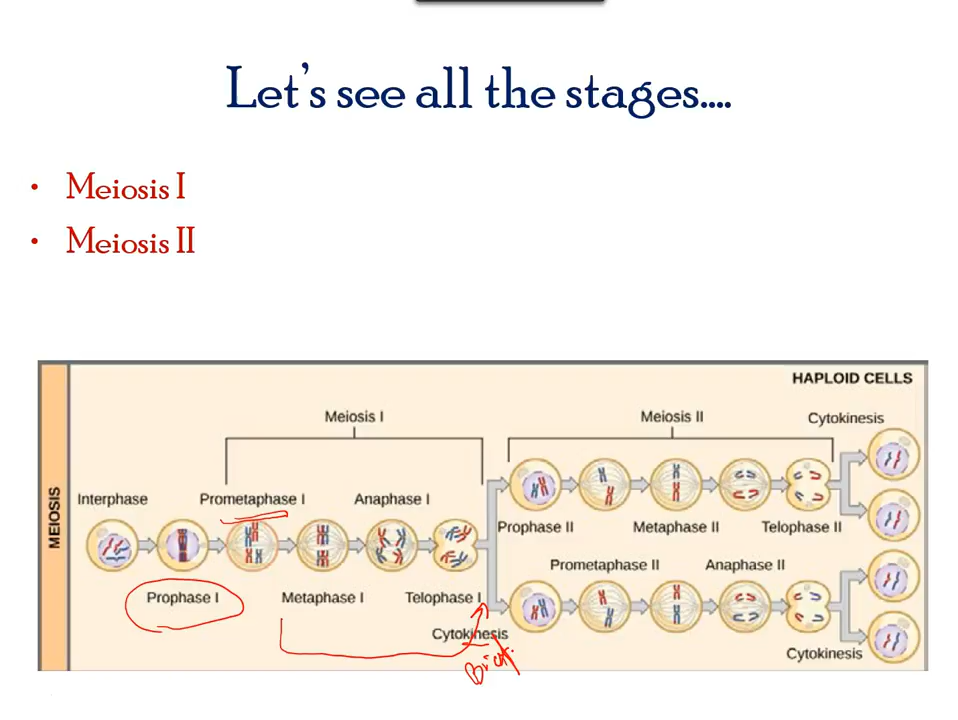 Let's see all the stages....
• Meiosis I
• Meiosis II
HAPLOID CELLS
Meiosis I
Meiosis II
Cytokinesis
MEIOSIS
Interphase
Prometaphase I
Anaphase I
Prophase II
Metaphase II
Telophase II
Prometaphase II
Anaphase II
Prophase I
Metaphase I
Telophase I
Cytokinesis
Cytokinesis